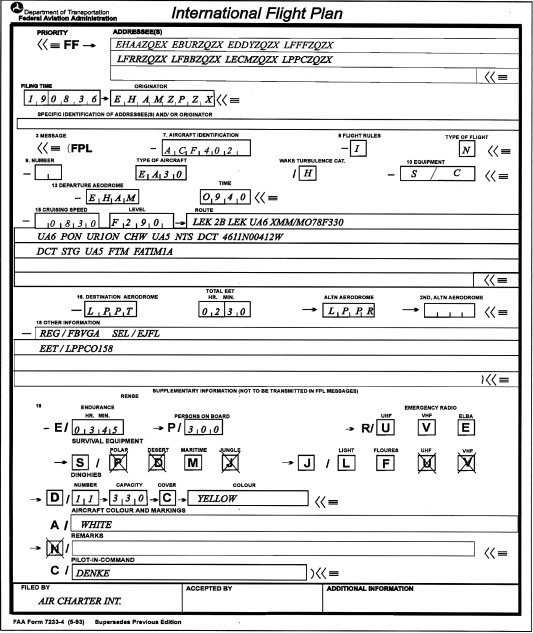 Department of Transportation
Federal Aviation Administration
International Flight Plan
PRIORITY ADDRESSEE(S)
<< ≡ FF → EHAAZQEX EBURZQZX EDDYZQZX LFFFZQZX
LFRRZQZX LFBBZQZX LECMZQZX LPPCZQZX
<< ≡
FILING TIME ORIGINATOR
190836 → EHAMZPZX << ≡
SPECIFIC IDENTIFICATION OF ADDRESSEE(S) AND/ OR ORIGINATOR
3 MESSAGE 7. AIRCRAFT IDENTIFICATION 8 FLIGHT RULES TYPE OF FLIGHT
<< ≡ (FPL – ACF402 – I N << ≡
9. NUMBER TYPE OF AIRCRAFT WAKE TURBULENCE CAT. 10 EQUIPMENT
– EA30 / H – S / C << ≡
13 DEPARTURE AEODROME TIME
– EHAM 0940 << ≡
15 CRUISING SPEED LEVEL ROUTE
– 0830 F290 → LEK 2B LEK UA6 XMM/MO78F330
UA6 PON URION CHW UA5 NTS DCT 4611N00412W
DCT STG UA5 FTM FATIM1A
<< ≡
16. DESTINATION AERODROME TOTAL EET HR. MIN. ALTN AERODROME 2ND, ALTN AERODROME
– LPPT 0230 → LPPR → << ≡
18 OTHER INFORMATION
– REG / FBVGA SEL / EJFL
EET / LPPCO158
) << ≡
SUPPLEMENTARY INFORMATION (NOT TO BE TRANSMITTED IN FPL MESSAGES)
RENSE
19 ENDURANCE EMERGENCY RADIO
HR. MIN. PERSONS ON BOARD UHF VHF ELBA
– E/ 0345 → P/ 300 → R/ U V E
SURVIVAL EQUIPMENT
POLAR DESERT MARITIME JUNGLE LIGHT FLOURES UHF VHF
→ S / P D M J → J / L F U V
DINGHIES
NUMBER CAPACITY COVER COLOUR
→ D / 11 → 330 → C → YELLOW << ≡
AIRCRAFT COLOUR AND MARKINGS
A / WHITE
REMARKS
→ N / << ≡
PILOT-IN-COMMAND
C / DENKE ) << ≡
FILED BY ACCEPTED BY ADDITIONAL INFORMATION
AIR CHARTER INT.
FAA Form 7233-4 (5-93) Supersedes Previous Edition